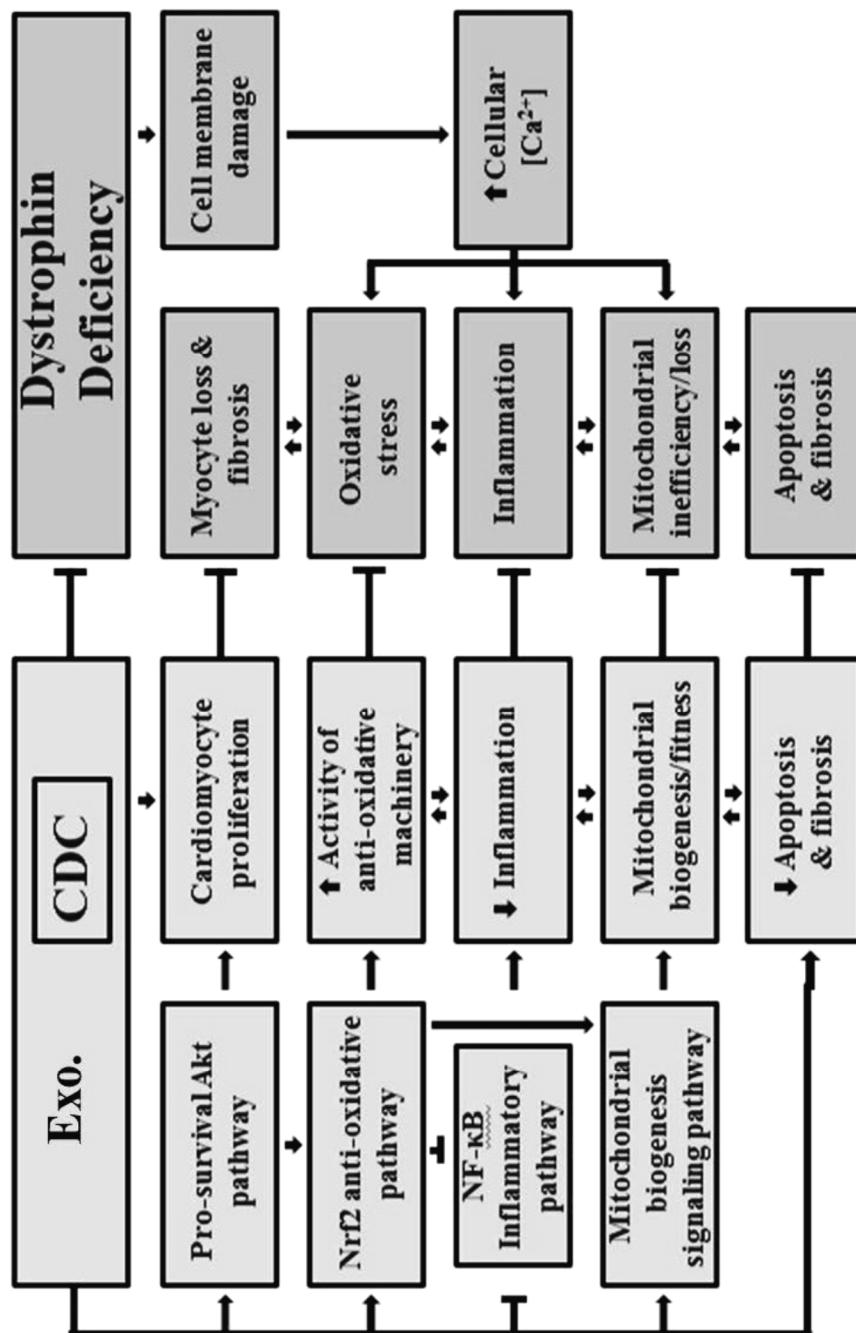 Exo.
CDC
Dystrophin
Deficiency
Pro-survival Akt
pathway
Cardiomyocyte
proliferation
Myocyte loss &
fibrosis
Cell membrane
damage
Nrf2 anti-oxidative
pathway
⬆Activity of
anti-oxidative
machinery
Oxidative
stress
NF-κB
Inflammatory
pathway
⬇ Inflammation
Inflammation
⬆Cellular
[Ca²⁺]
Mitochondrial
biogenesis
signaling pathway
Mitochondrial
biogenesis/fitness
Mitochondrial
inefficiency/loss
⬇ Apoptosis
& fibrosis
Apoptosis
& fibrosis